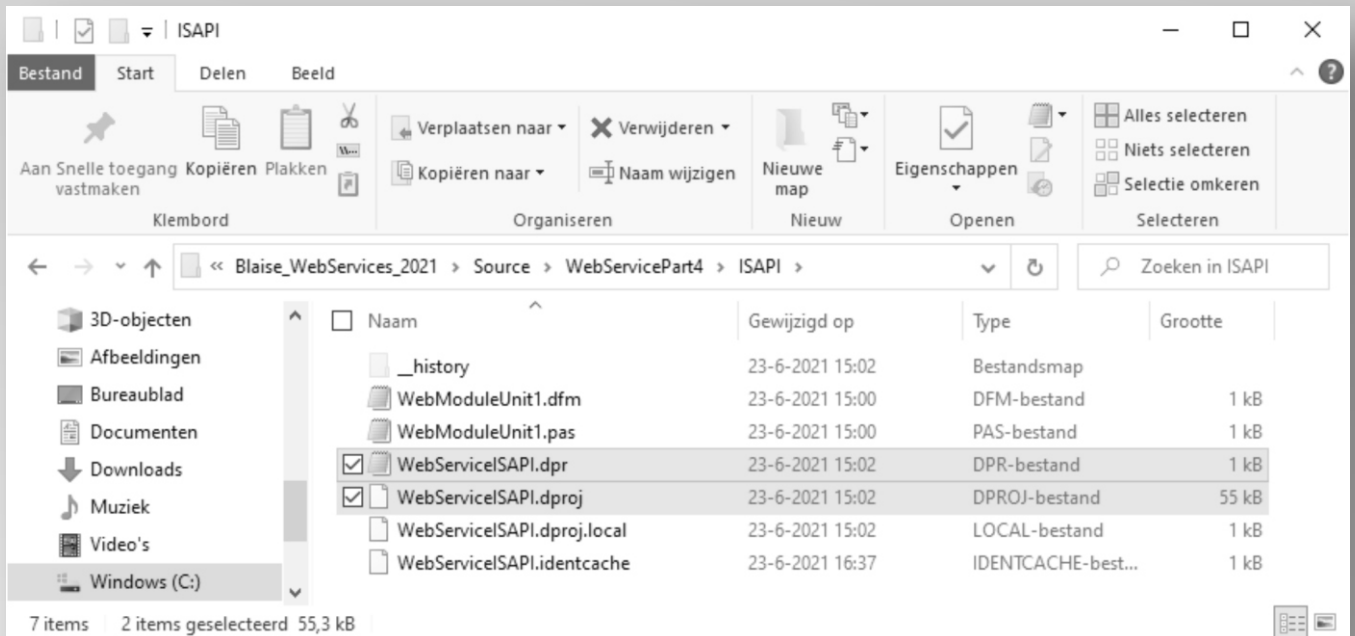 ISAPI
Bestand Start Delen Beeld
Aan Snelle toegang vastmaken Kopiëren Plakken
Verplaatsen naar Verwijderen
Kopiëren naar Naam wijzigen
Nieuwe map
Eigenschappen
Alles selecteren
Niets selecteren
Selectie omkeren
Klembord Organiseren Nieuw Openen Selecteren
« Blaise_WebServices_2021 > Source > WebServicePart4 > ISAPI > Zoeken in ISAPI
3D-objecten
Afbeeldingen
Bureaublad
Documenten
Downloads
Muziek
Video's
Windows (C:)
Naam Gewijzigd op Type Grootte
__history 23-6-2021 15:02 Bestandsmap
WebModuleUnit1.dfm 23-6-2021 15:00 DFM-bestand 1 kB
WebModuleUnit1.pas 23-6-2021 15:00 PAS-bestand 1 kB
WebServiceISAPI.dpr 23-6-2021 15:02 DPR-bestand 1 kB
WebServiceISAPI.dproj 23-6-2021 15:02 DPROJ-bestand 55 kB
WebServiceISAPI.dproj.local 23-6-2021 15:02 LOCAL-bestand 1 kB
WebServiceISAPI.identcache 23-6-2021 16:37 IDENTCACHE-best... 1 kB
7 items 2 items geselecteerd 55,3 kB